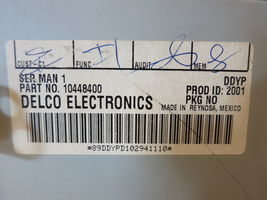 CUST-C1 FUNC AUDIT MEM
SER MAN 1 DDYP
PART NO. 10448400 PROD ID: 2001
DELCO ELECTRONICS PKG NO
MADE IN REYNOSA, MEXICO
*89DDYPD102941110*